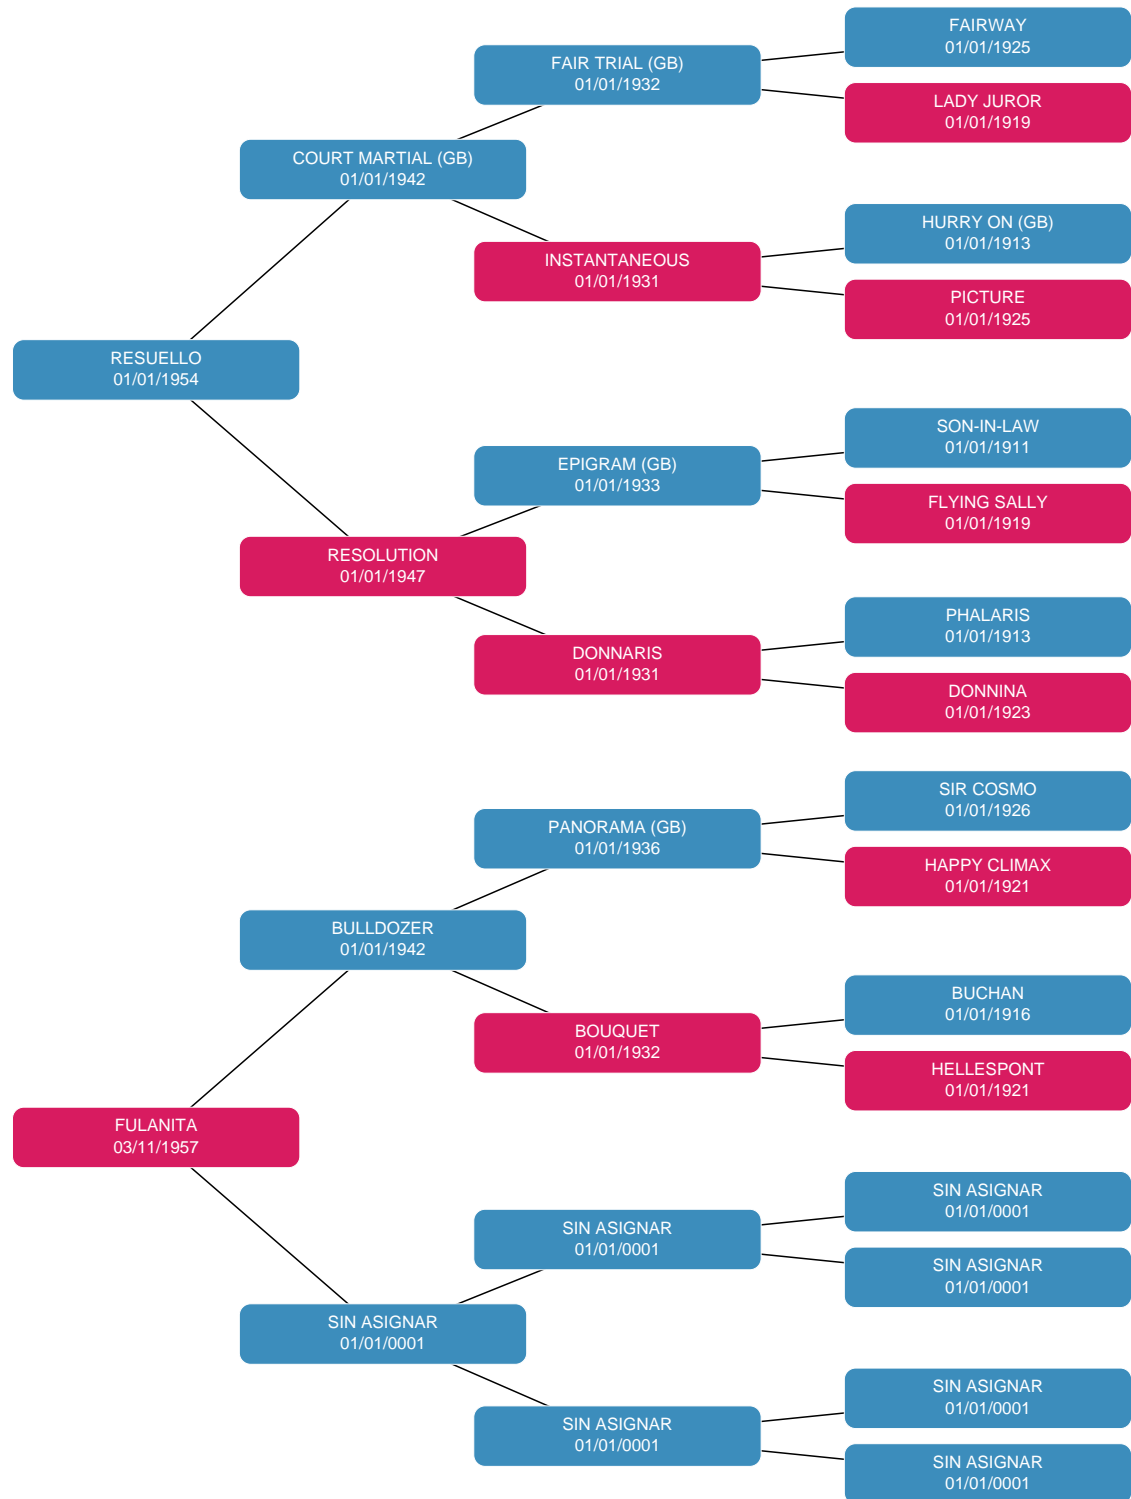 FAIRWAY
01/01/1925
FAIR TRIAL (GB)
01/01/1932
LADY JUROR
01/01/1919
COURT MARTIAL (GB)
01/01/1942
HURRY ON (GB)
01/01/1913
INSTANTANEOUS
01/01/1931
PICTURE
01/01/1925
RESUELLO
01/01/1954
SON-IN-LAW
01/01/1911
EPIGRAM (GB)
01/01/1933
FLYING SALLY
01/01/1919
RESOLUTION
01/01/1947
PHALARIS
01/01/1913
DONNARIS
01/01/1931
DONNINA
01/01/1923
SIR COSMO
01/01/1926
PANORAMA (GB)
01/01/1936
HAPPY CLIMAX
01/01/1921
BULLDOZER
01/01/1942
BUCHAN
01/01/1916
BOUQUET
01/01/1932
HELLESPONT
01/01/1921
FULANITA
03/11/1957
SIN ASIGNAR
01/01/0001
SIN ASIGNAR
01/01/0001
SIN ASIGNAR
01/01/0001
SIN ASIGNAR
01/01/0001
SIN ASIGNAR
01/01/0001
SIN ASIGNAR
01/01/0001
SIN ASIGNAR
01/01/0001